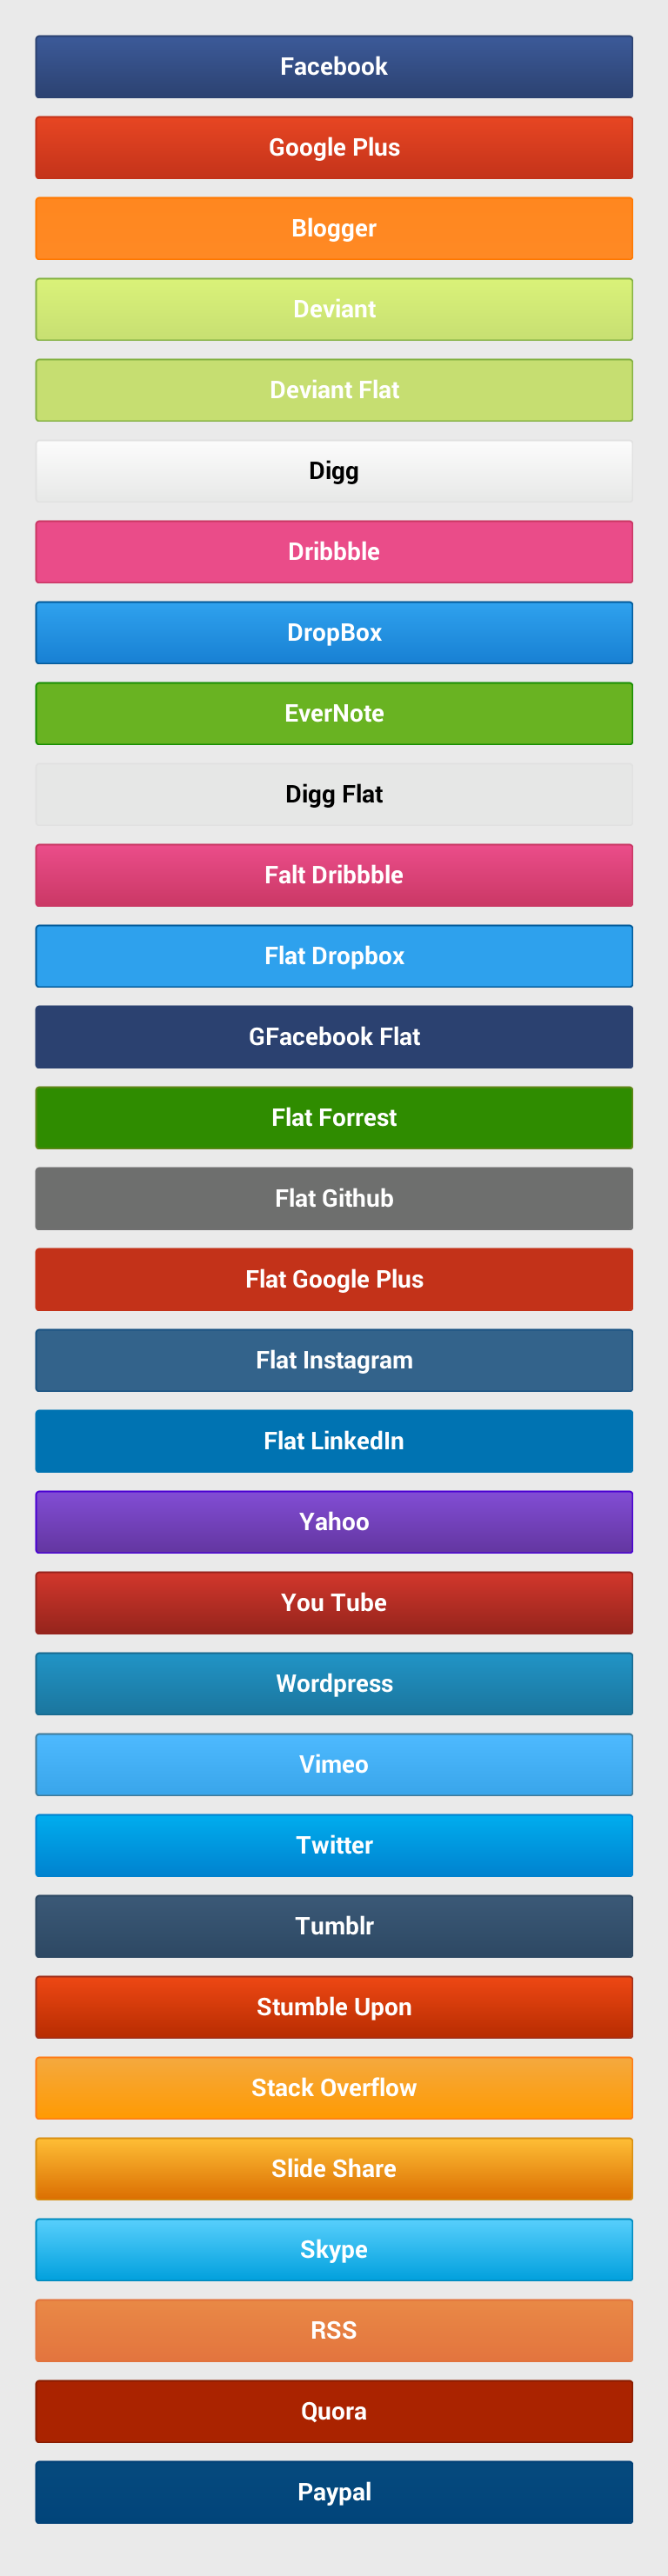 Facebook
Google Plus
Blogger
Deviant
Deviant Flat
Digg
Dribbble
DropBox
EverNote
Digg Flat
Falt Dribbble
Flat Dropbox
GFacebook Flat
Flat Forrest
Flat Github
Flat Google Plus
Flat Instagram
Flat LinkedIn
Yahoo
You Tube
Wordpress
Vimeo
Twitter
Tumblr
Stumble Upon
Stack Overflow
Slide Share
Skype
RSS
Quora
Paypal